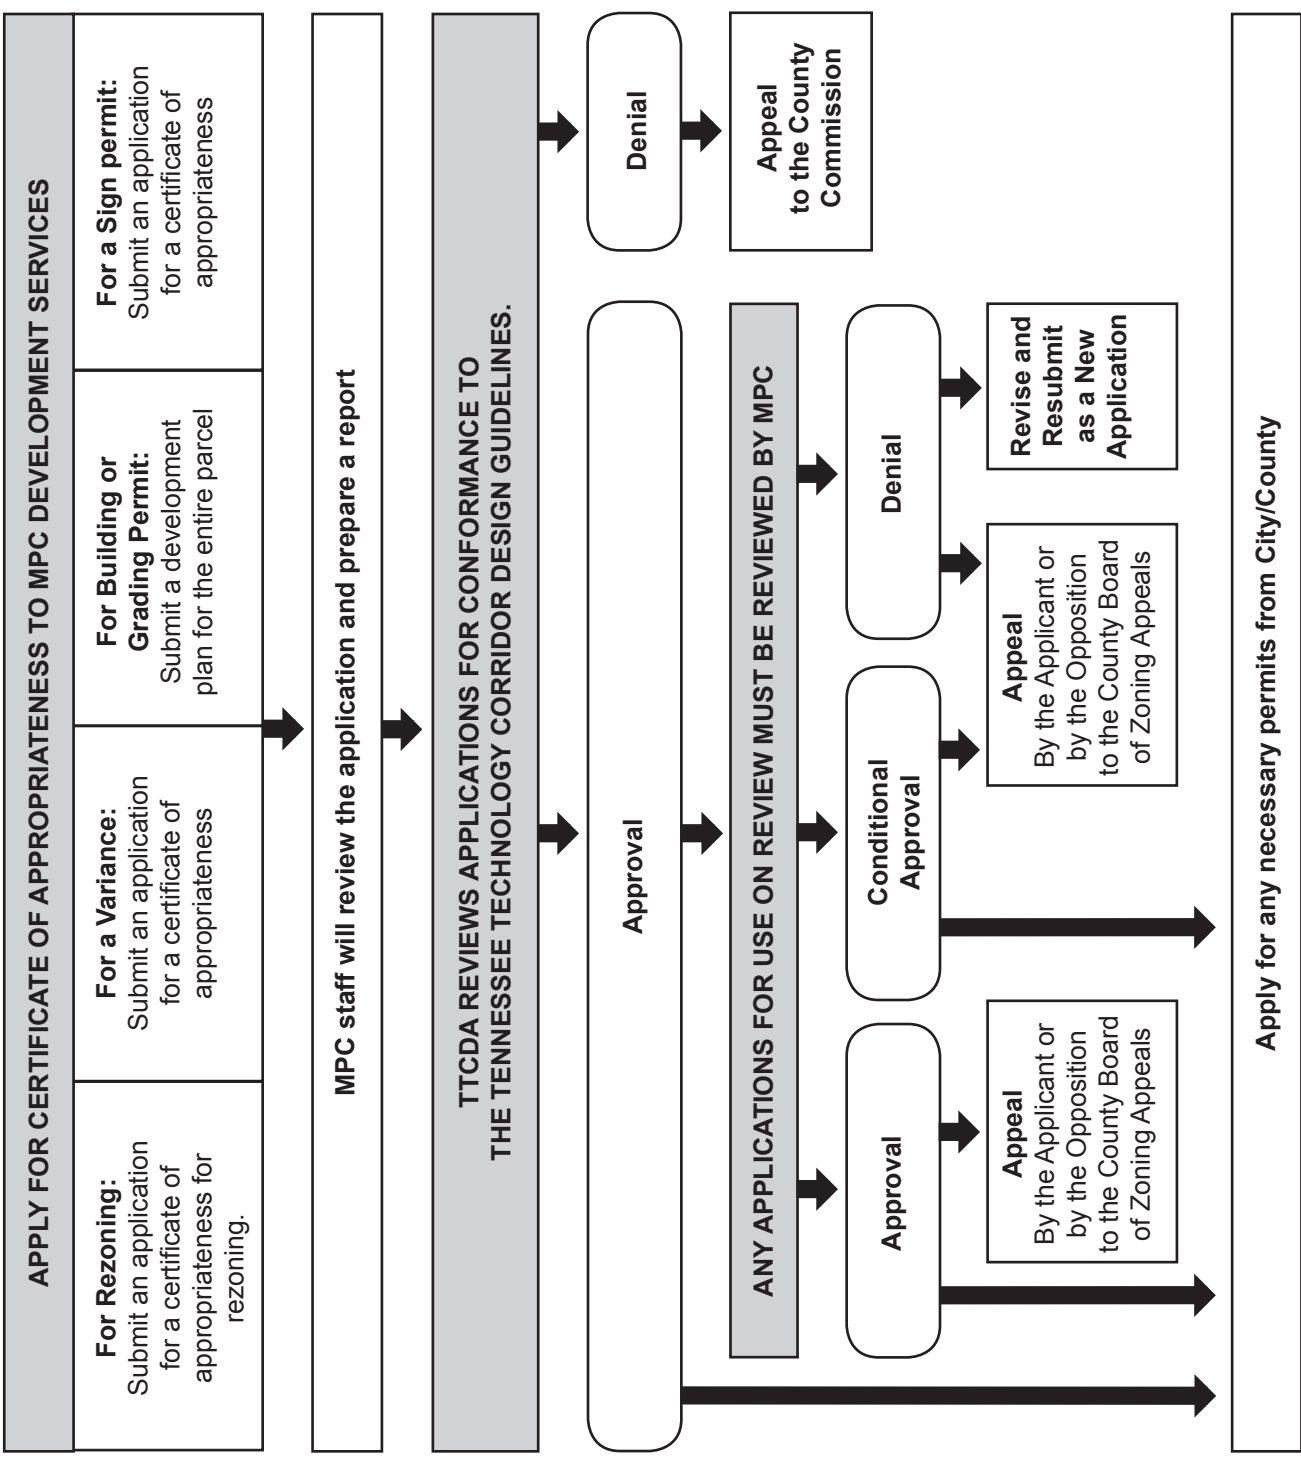 APPLY FOR CERTIFICATE OF APPROPRIATENESS TO MPC DEVELOPMENT SERVICES
For Rezoning:
Submit an application
for a certificate of
appropriateness for
rezoning.
For a Variance:
Submit an application
for a certificate of
appropriateness
For Building or
Grading Permit:
Submit a development
plan for the entire parcel
For a Sign permit:
Submit an application
for a certificate of
appropriateness
MPC staff will review the application and prepare a report
TTCDA REVIEWS APPLICATIONS FOR CONFORMANCE TO
THE TENNESSEE TECHNOLOGY CORRIDOR DESIGN GUIDELINES.
Approval
Denial
Appeal
to the County
Commission
ANY APPLICATIONS FOR USE ON REVIEW MUST BE REVIEWED BY MPC
Approval
Conditional
Approval
Denial
Appeal
By the Applicant or
by the Opposition
to the County Board
of Zoning Appeals
Appeal
By the Applicant or
by the Opposition
to the County Board
of Zoning Appeals
Revise and
Resubmit
as a New
Application
Apply for any necessary permits from City/County